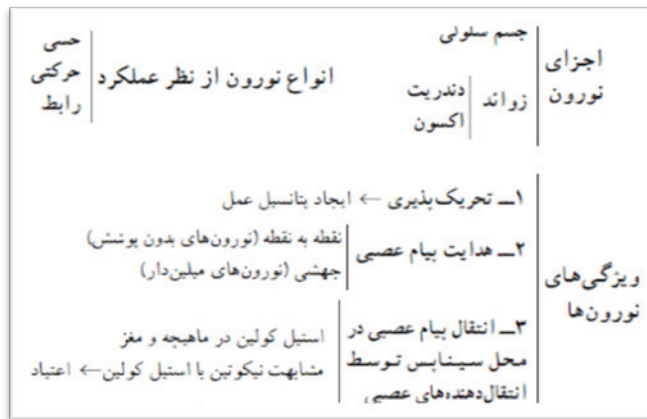 اجزای نورون
جسم سلولی
زوائد
دندریت
اکسون
انواع نورون از نظر عملکرد
حسی
حرکتی
رابط
ویژگی‌های نورون‌ها
۱ــ تحریک‌پذیری ← ایجاد پتانسیل عمل
۲ــ هدایت پیام عصبی
نقطه به نقطه (نورون‌های بدون پوشش)
جهشی (نورون‌های میلین‌دار)
۳ــ انتقال پیام عصبی در
محل سیناپس توسط
انتقال‌دهنده‌های عصبی
استیل کولین در ماهیچه و مغز
مشابهت نیکوتین با استیل کولین← اعتیاد